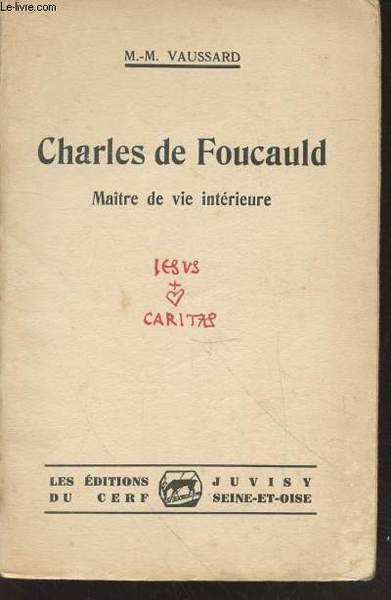 Le-livre.com
M.-M. VAUSSARD
Charles de Foucauld
Maître de vie intérieure
IESVS
CARITAS
LES ÉDITIONS
DU CERF
JUVISY
SEINE-ET-OISE